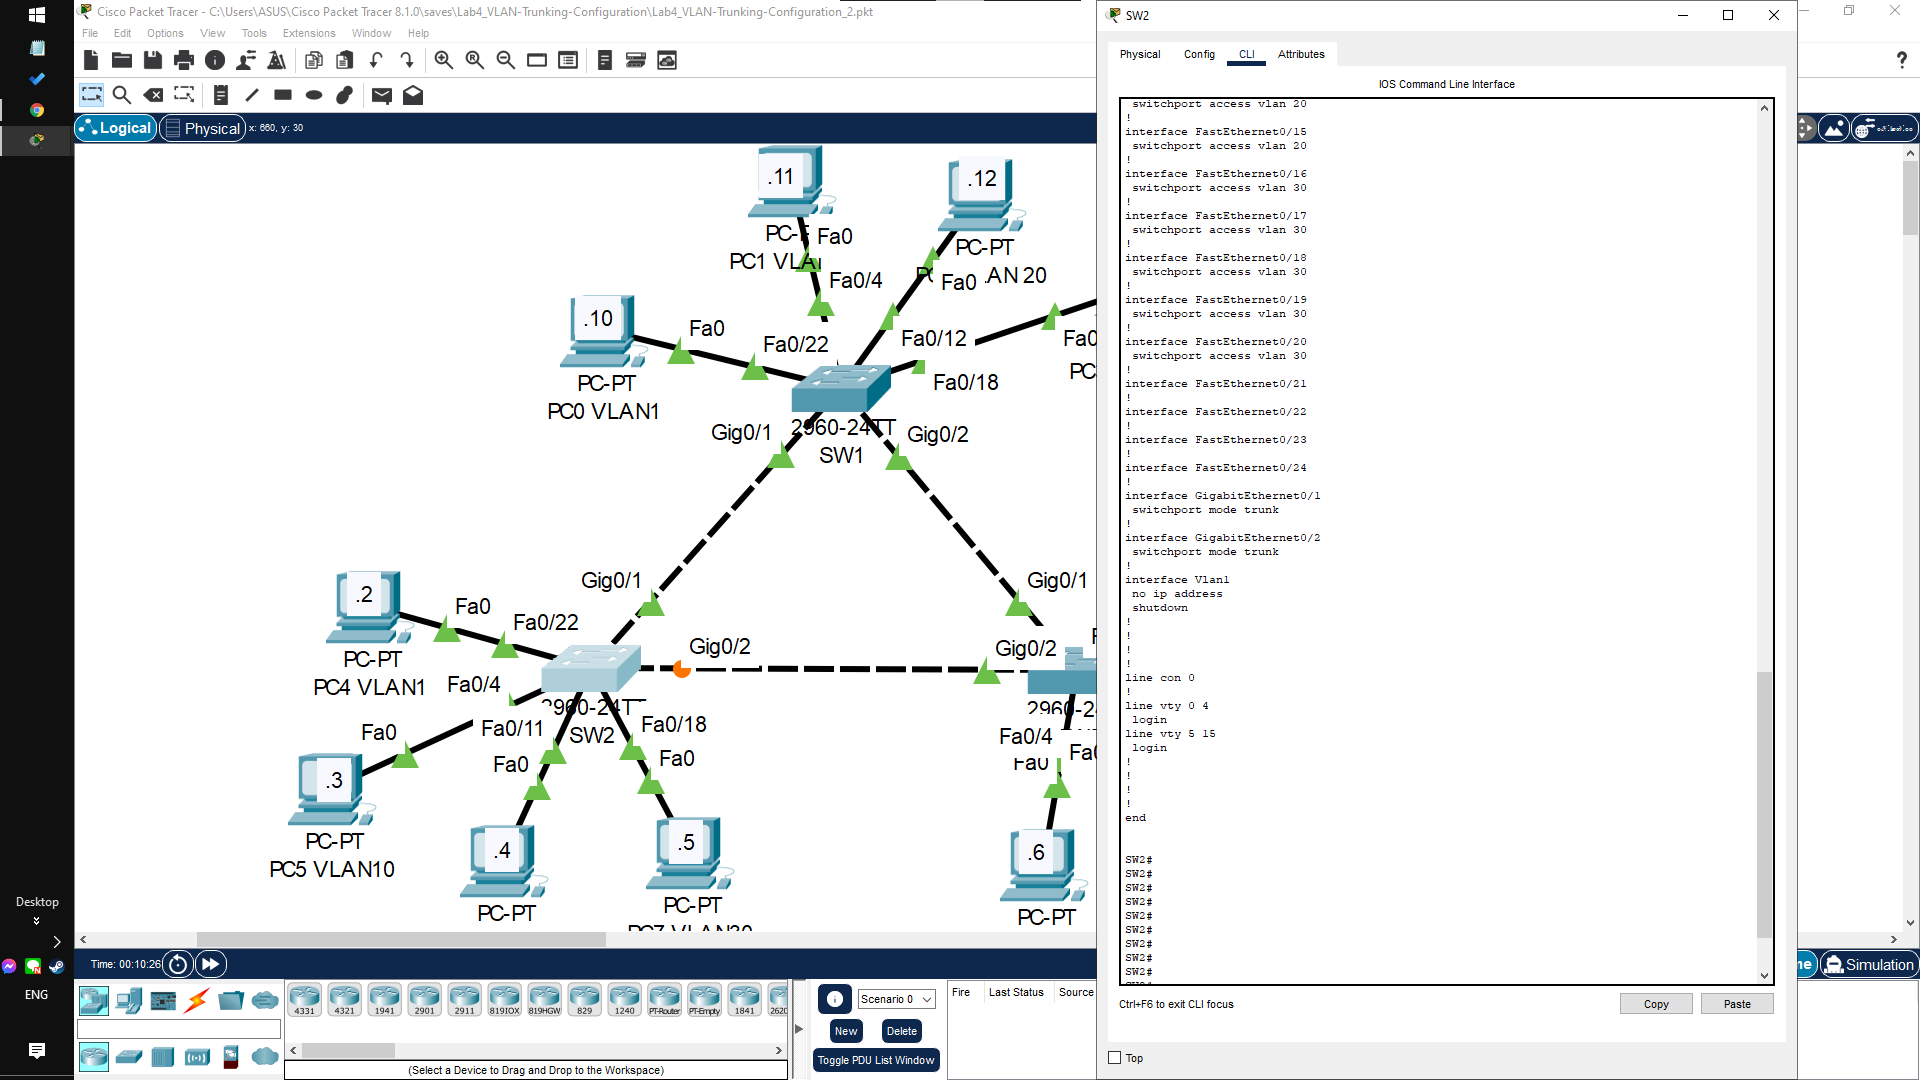 Cisco Packet Tracer - C:\Users\ASUS\Cisco Packet Tracer 8.1.0\saves\Lab4_VLAN-Trunking-Configuration\Lab4_VLAN-Trunking-Configuration_2.pkt
File Edit Options View Tools Extensions Window Help
?
Logical
Physical
x: 660, y: 30
.11
.12
PC-P
Fa0
PC-PT
PC1 VLAN
Fa0/4
Fa0
LAN 20
.10
Fa0
Fa0/22
Fa0/12
Fa0
PC-PT
Fa0/18
PC
PC0 VLAN1
Gig0/1
2960-24TT
Gig0/2
SW1
.2
Gig0/1
Gig0/1
Fa0
Fa0/22
Gig0/2
Gig0/2
PC-PT
PC4 VLAN1
Fa0/4
2960-24TT
2960-2
Fa0
Fa0/11
SW2
Fa0/18
Fa0/4
Fa0
Fa0
Fa0
Fa0
.3
PC-PT
PC5 VLAN10
.4
.5
.6
PC-PT
PC-PT
PC-PT
PC7 VLAN30
SW2
Physical
Config
CLI
Attributes
IOS Command Line Interface
switchport access vlan 20
!
interface FastEthernet0/15
switchport access vlan 20
!
interface FastEthernet0/16
switchport access vlan 30
!
interface FastEthernet0/17
switchport access vlan 30
!
interface FastEthernet0/18
switchport access vlan 30
!
interface FastEthernet0/19
switchport access vlan 30
!
interface FastEthernet0/20
switchport access vlan 30
!
interface FastEthernet0/21
!
interface FastEthernet0/22
!
interface FastEthernet0/23
!
interface FastEthernet0/24
!
interface GigabitEthernet0/1
switchport mode trunk
!
interface GigabitEthernet0/2
switchport mode trunk
!
interface Vlan1
no ip address
shutdown
!
!
!
!
line con 0
!
line vty 0 4
login
line vty 5 15
login
!
!
!
!
end
SW2#
SW2#
SW2#
SW2#
SW2#
SW2#
SW2#
SW2#
SW2#
Ctrl+F6 to exit CLI focus
Copy
Paste
Top
Desktop
ENG
Time: 00:10:26
me
Simulation
4331 4321 1941 2901 2911 819IOX 819HGW 829 1240 PT-Router PT-Empty 1841 2620
(Select a Device to Drag and Drop to the Workspace)
Scenario 0
New
Delete
Toggle PDU List Window
Fire Last Status Source